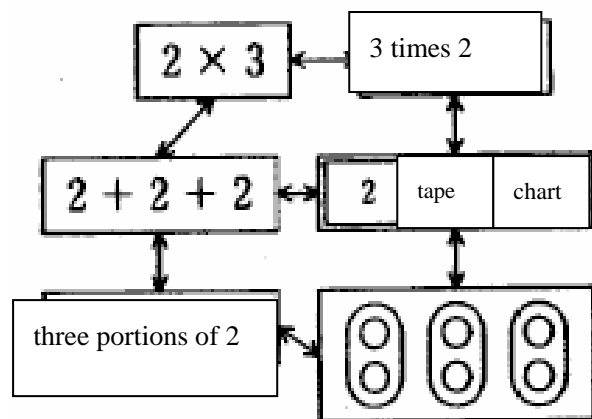 2 × 3
3 times 2
2 + 2 + 2
2 tape chart
three portions of 2